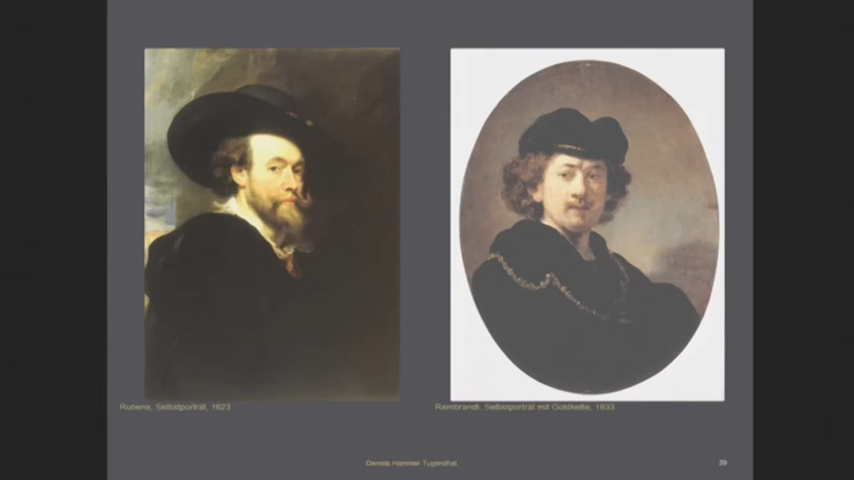 Rubens, Selbstporträt, 1623
Rembrandt, Selbstporträt mit Goldkette, 1633
Daniela Hammer-Tugendhat
39